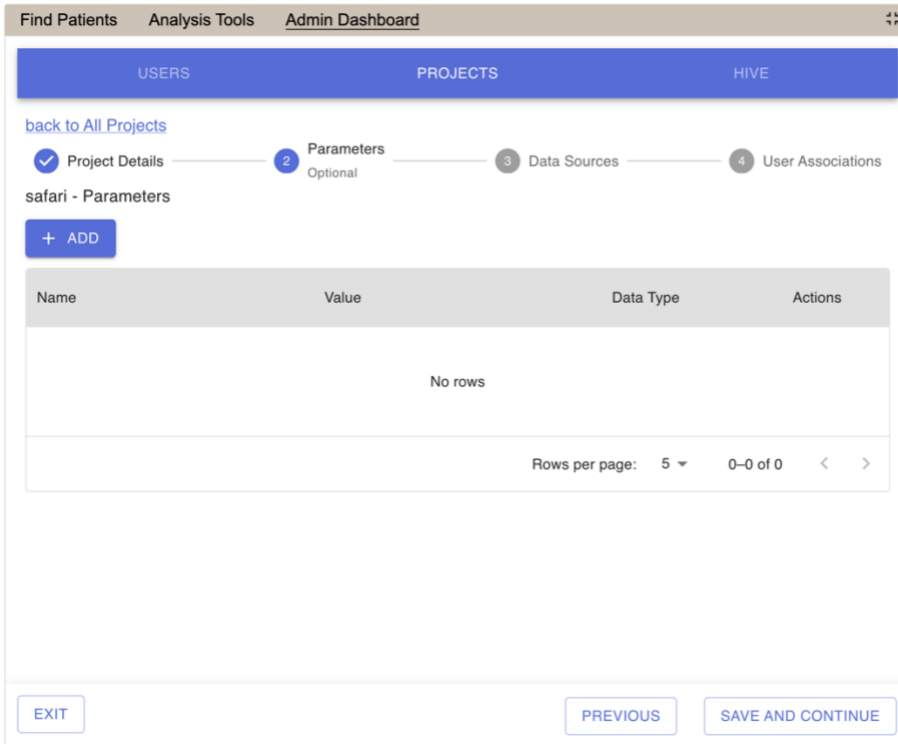 Find Patients Analysis Tools Admin Dashboard
USERS PROJECTS HIVE
back to All Projects
Project Details 2 Parameters Optional 3 Data Sources 4 User Associations
safari - Parameters
+ ADD
Name Value Data Type Actions
No rows
Rows per page: 5 0–0 of 0
EXIT PREVIOUS SAVE AND CONTINUE